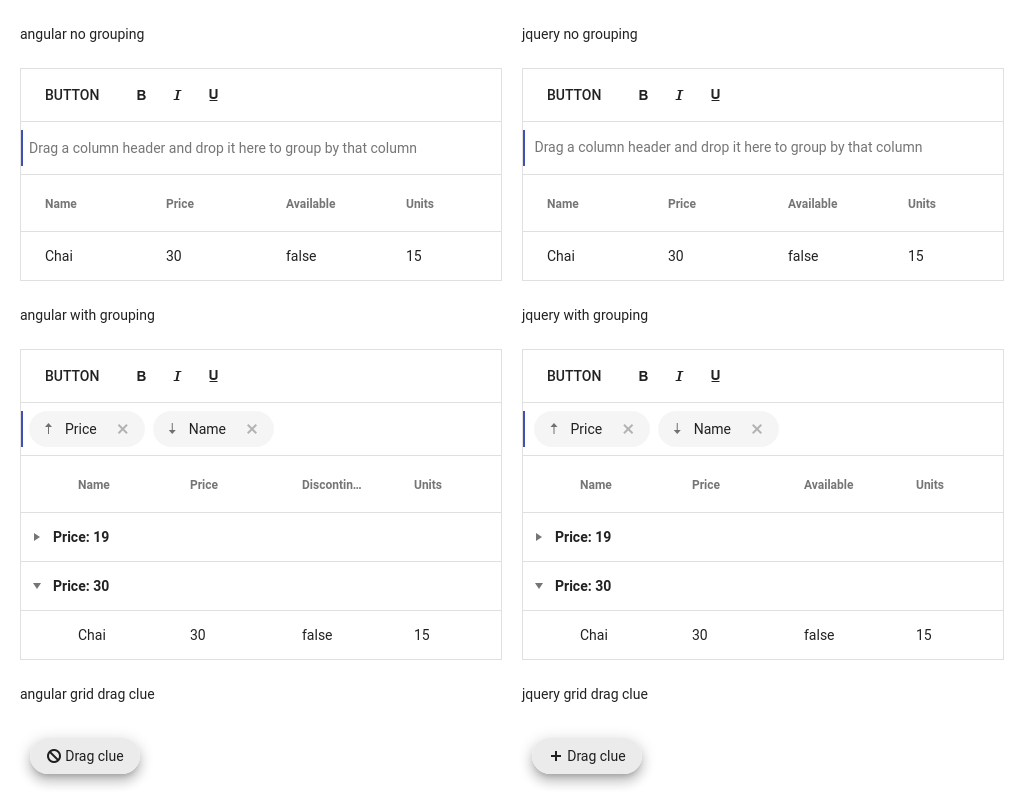 angular no grouping
BUTTON B I U
Drag a column header and drop it here to group by that column
Name Price Available Units
Chai 30 false 15
jquery no grouping
BUTTON B I U
Drag a column header and drop it here to group by that column
Name Price Available Units
Chai 30 false 15
angular with grouping
BUTTON B I U
Price Name
Name Price Discontin... Units
Price: 19
Price: 30
Chai 30 false 15
jquery with grouping
BUTTON B I U
Price Name
Name Price Available Units
Price: 19
Price: 30
Chai 30 false 15
angular grid drag clue
Drag clue
jquery grid drag clue
Drag clue